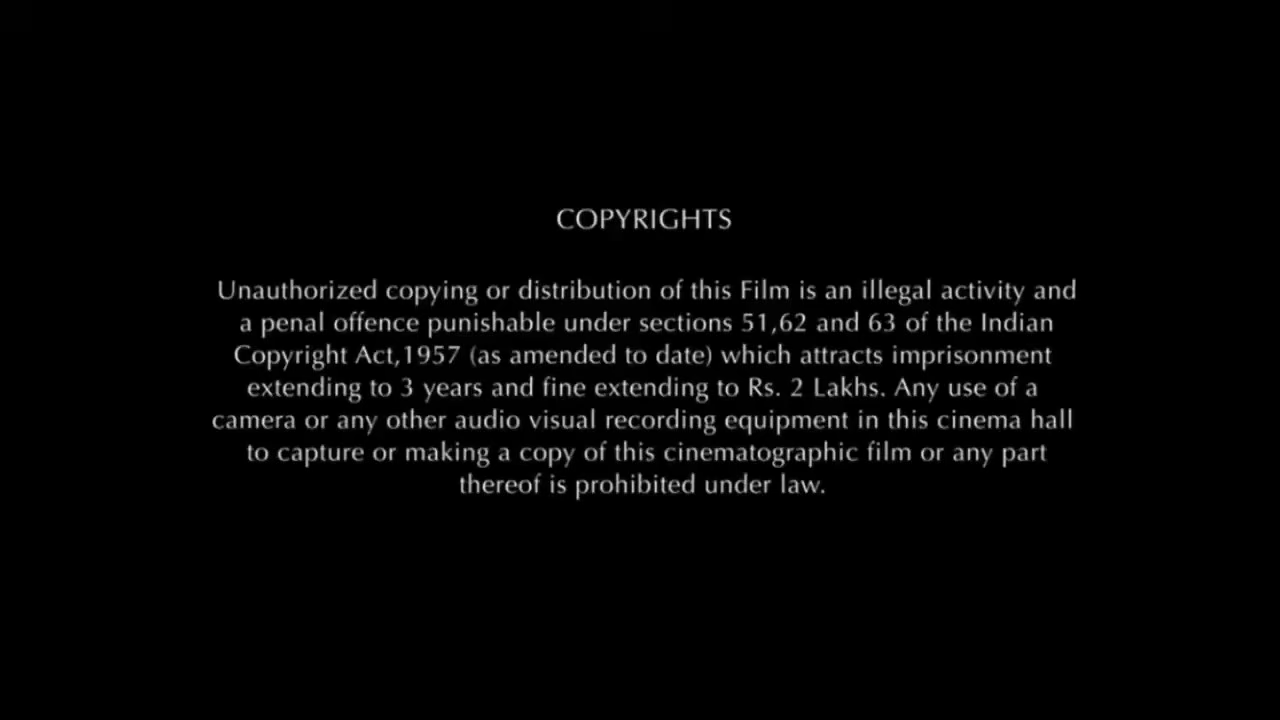 COPYRIGHTS
Unauthorized copying or distribution of this Film is an illegal activity and
a penal offence punishable under sections 51,62 and 63 of the Indian
Copyright Act,1957 (as amended to date) which attracts imprisonment
extending to 3 years and fine extending to Rs. 2 Lakhs. Any use of a
camera or any other audio visual recording equipment in this cinema hall
to capture or making a copy of this cinematographic film or any part
thereof is prohibited under law.